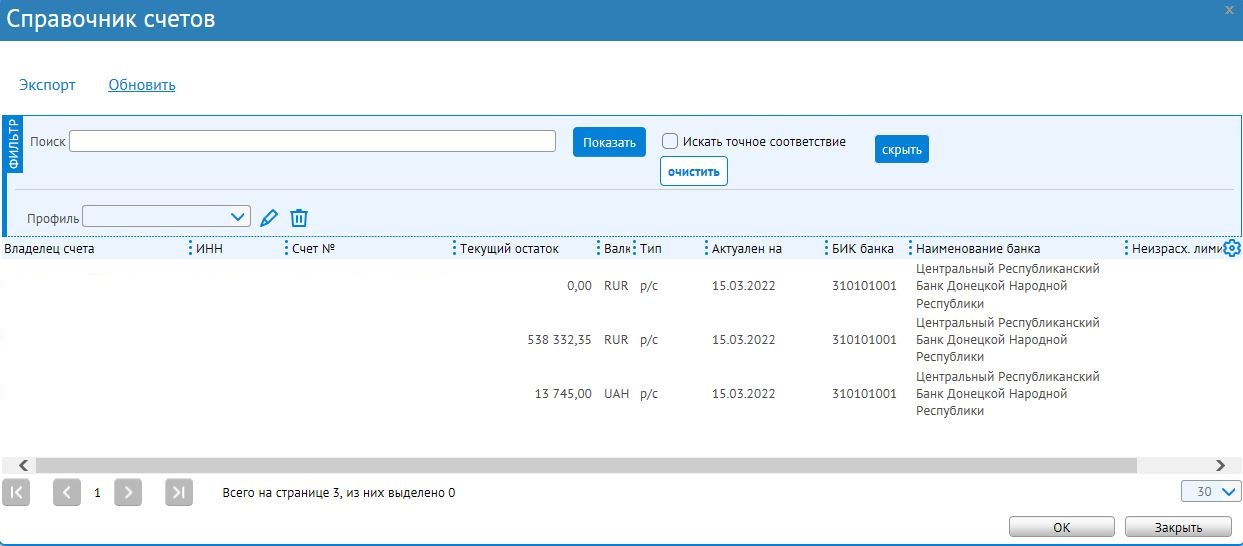 Справочник счетов
x
Экспорт Обновить
ФИЛЬТР
Поиск Показать Искать точное соответствие скрыть
очистить
Профиль
Владелец счета ИНН Счет № Текущий остаток Валю Тип Актуален на БИК банка Наименование банка Неизрасх. лими
Центральный Республиканский
0,00 RUR р/с 15.03.2022 310101001 Банк Донецкой Народной
Республики
Центральный Республиканский
538 332,35 RUR р/с 15.03.2022 310101001 Банк Донецкой Народной
Республики
Центральный Республиканский
13 745,00 UAH р/с 15.03.2022 310101001 Банк Донецкой Народной
Республики
1 Всего на странице 3, из них выделено 0 30
ОК Закрыть